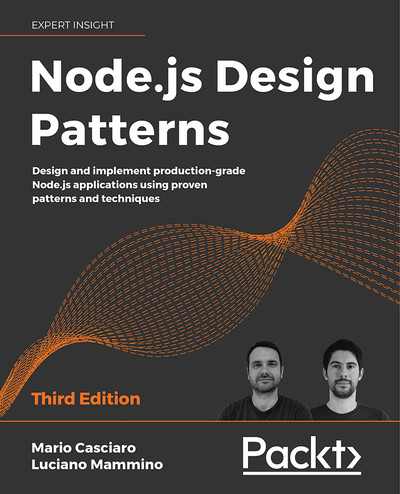 EXPERT INSIGHT
Node.js Design
Patterns
Design and implement production-grade
Node.js applications using proven
patterns and techniques
Third Edition
Mario Casciaro
Luciano Mammino
Packt>